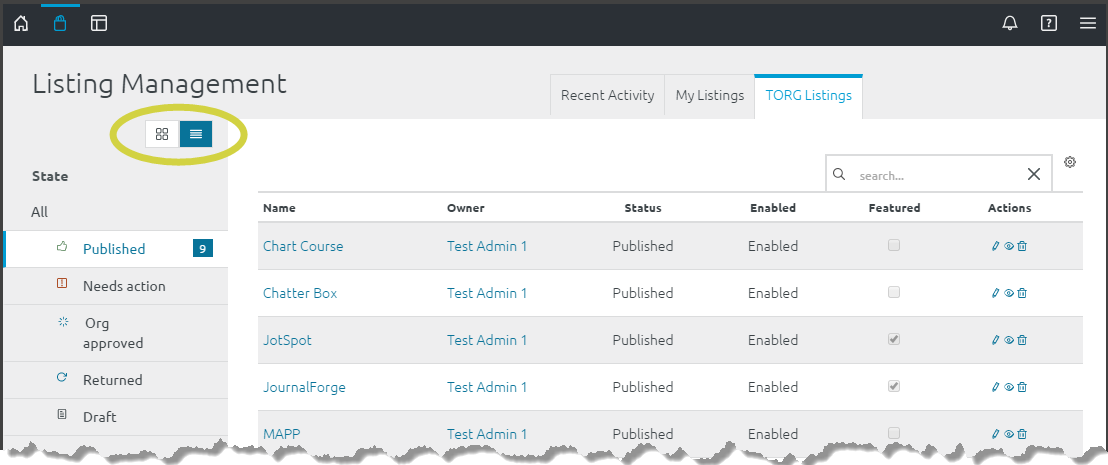 Listing Management
Recent Activity My Listings TORG Listings
State
All
Published 9
Needs action
Org
approved
Returned
Draft
search...
Name Owner Status Enabled Featured Actions
Chart Course Test Admin 1 Published Enabled
Chatter Box Test Admin 1 Published Enabled
JotSpot Test Admin 1 Published Enabled
JournalForge Test Admin 1 Published Enabled
MAPP Test Admin 1 Published Enabled